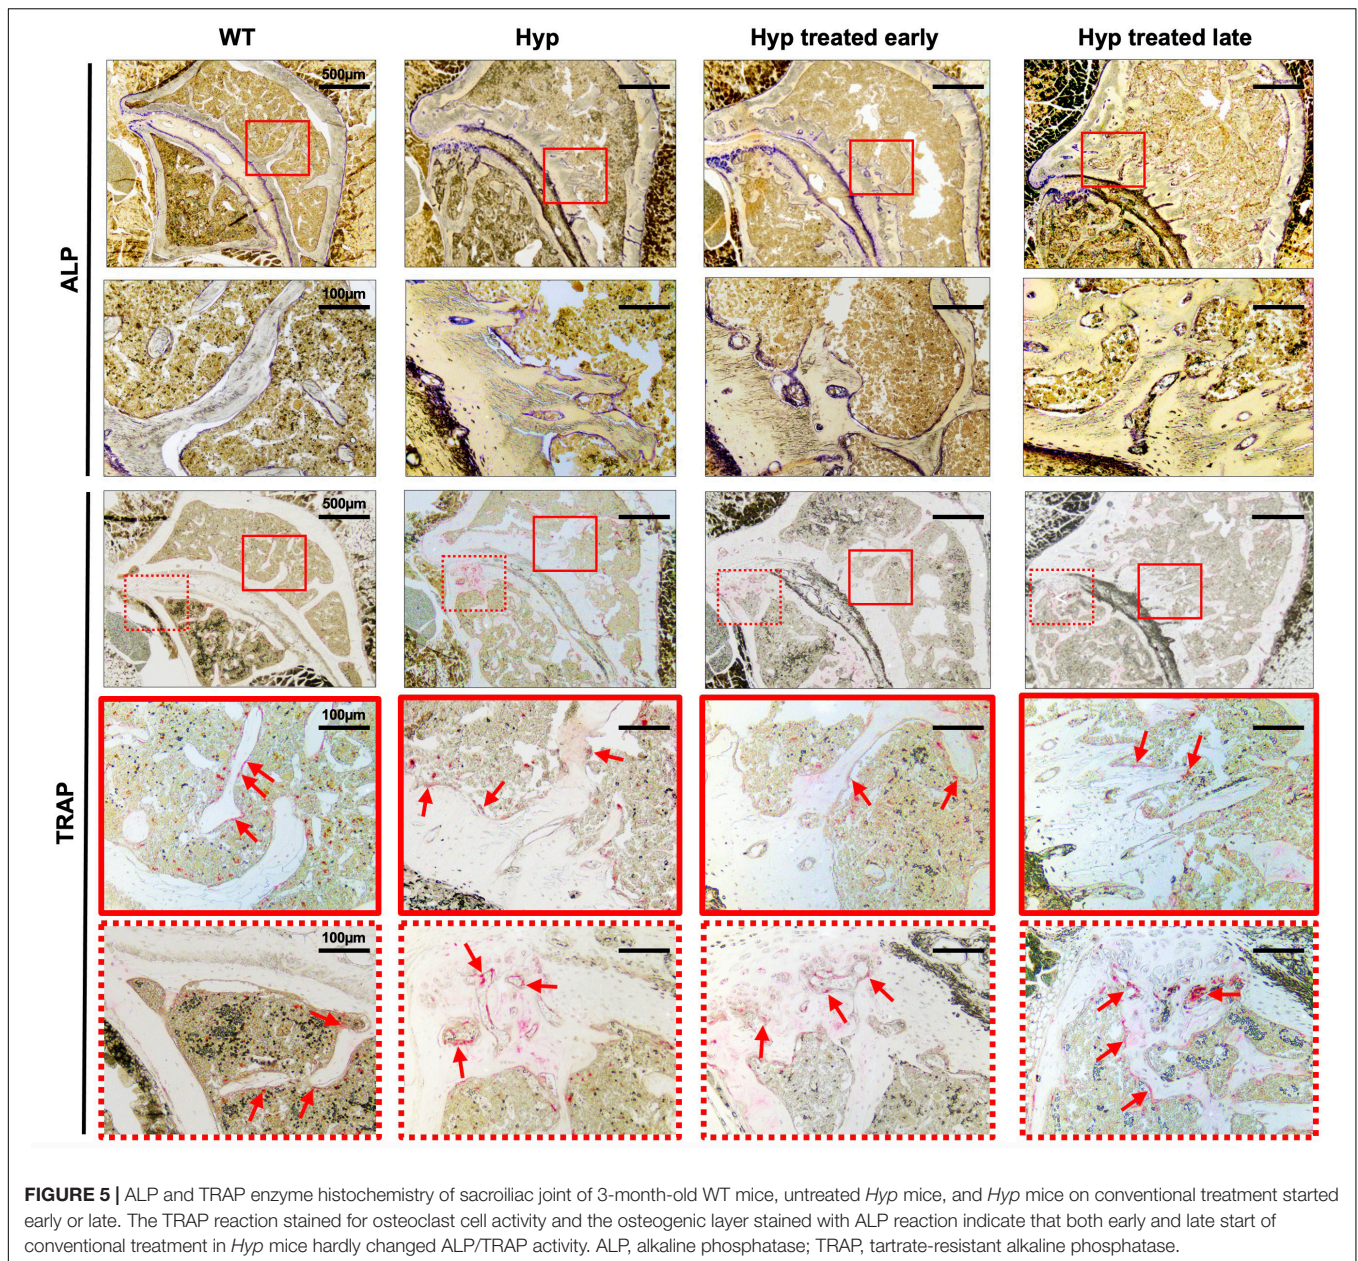 WT Hyp Hyp treated early Hyp treated late
500µm
ALP
100µm
500µm
TRAP
100µm
100µm
FIGURE 5 | ALP and TRAP enzyme histochemistry of sacroiliac joint of 3-month-old WT mice, untreated Hyp mice, and Hyp mice on conventional treatment started
early or late. The TRAP reaction stained for osteoclast cell activity and the osteogenic layer stained with ALP reaction indicate that both early and late start of
conventional treatment in Hyp mice hardly changed ALP/TRAP activity. ALP, alkaline phosphatase; TRAP, tartrate-resistant alkaline phosphatase.